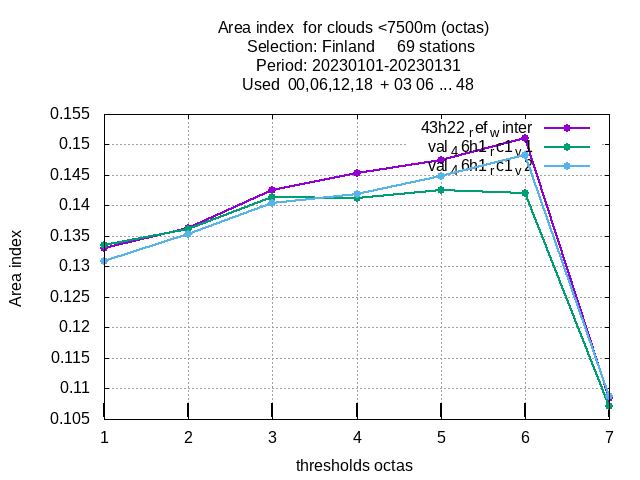 Area index  for clouds <7500m (octas)
Selection: Finland     69 stations
Period: 20230101-20230131
Used  00,06,12,18  + 03 06 ... 48
43h22_ref_winter
val_46h1_rc1_v1
val_46h1_rc1_v2
0.155
0.15
0.145
0.14
0.135
0.13
0.125
0.12
0.115
0.11
0.105
Area index
1 2 3 4 5 6 7
thresholds octas